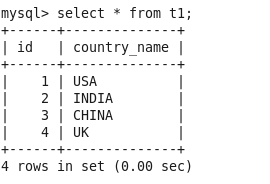 mysql> select * from t1;
+------+--------------+
| id   | country_name |
+------+--------------+
|    1 | USA          |
|    2 | INDIA        |
|    3 | CHINA        |
|    4 | UK           |
+------+--------------+
4 rows in set (0.00 sec)